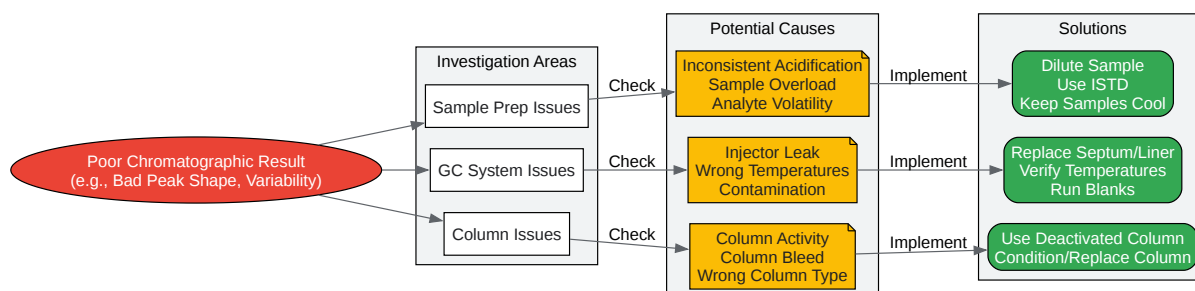 Poor Chromatographic Result
(e.g., Bad Peak Shape, Variability)
Investigation Areas
Sample Prep Issues
GC System Issues
Column Issues
Check
Check
Check
Potential Causes
Inconsistent Acidification
Sample Overload
Analyte Volatility
Injector Leak
Wrong Temperatures
Contamination
Column Activity
Column Bleed
Wrong Column Type
Implement
Implement
Implement
Solutions
Dilute Sample
Use ISTD
Keep Samples Cool
Replace Septum/Liner
Verify Temperatures
Run Blanks
Use Deactivated Column
Condition/Replace Column